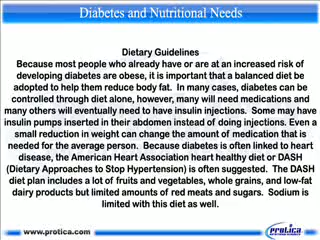 Diabetes and Nutritional Needs
Dietary Guidelines
Because most people who already have or are at an increased risk of
developing diabetes are obese, it is important that a balanced diet be
adopted to help them reduce body fat.  In many cases, diabetes can be
controlled through diet alone, however, many will need medications and
many others will eventually need to have insulin injections.  Some may have
insulin pumps inserted in their abdomen instead of doing injections. Even a
small reduction in weight can change the amount of medication that is
needed for the average person.  Because diabetes is often linked to heart
disease, the American Heart Association heart healthy diet or DASH
(Dietary Approaches to Stop Hypertension) is often suggested.  The DASH
diet plan includes a lot of fruits and vegetables, whole grains, and low-fat
dairy products but limited amounts of red meats and sugars.  Sodium is
limited with this diet as well.
www.protica.com
protica